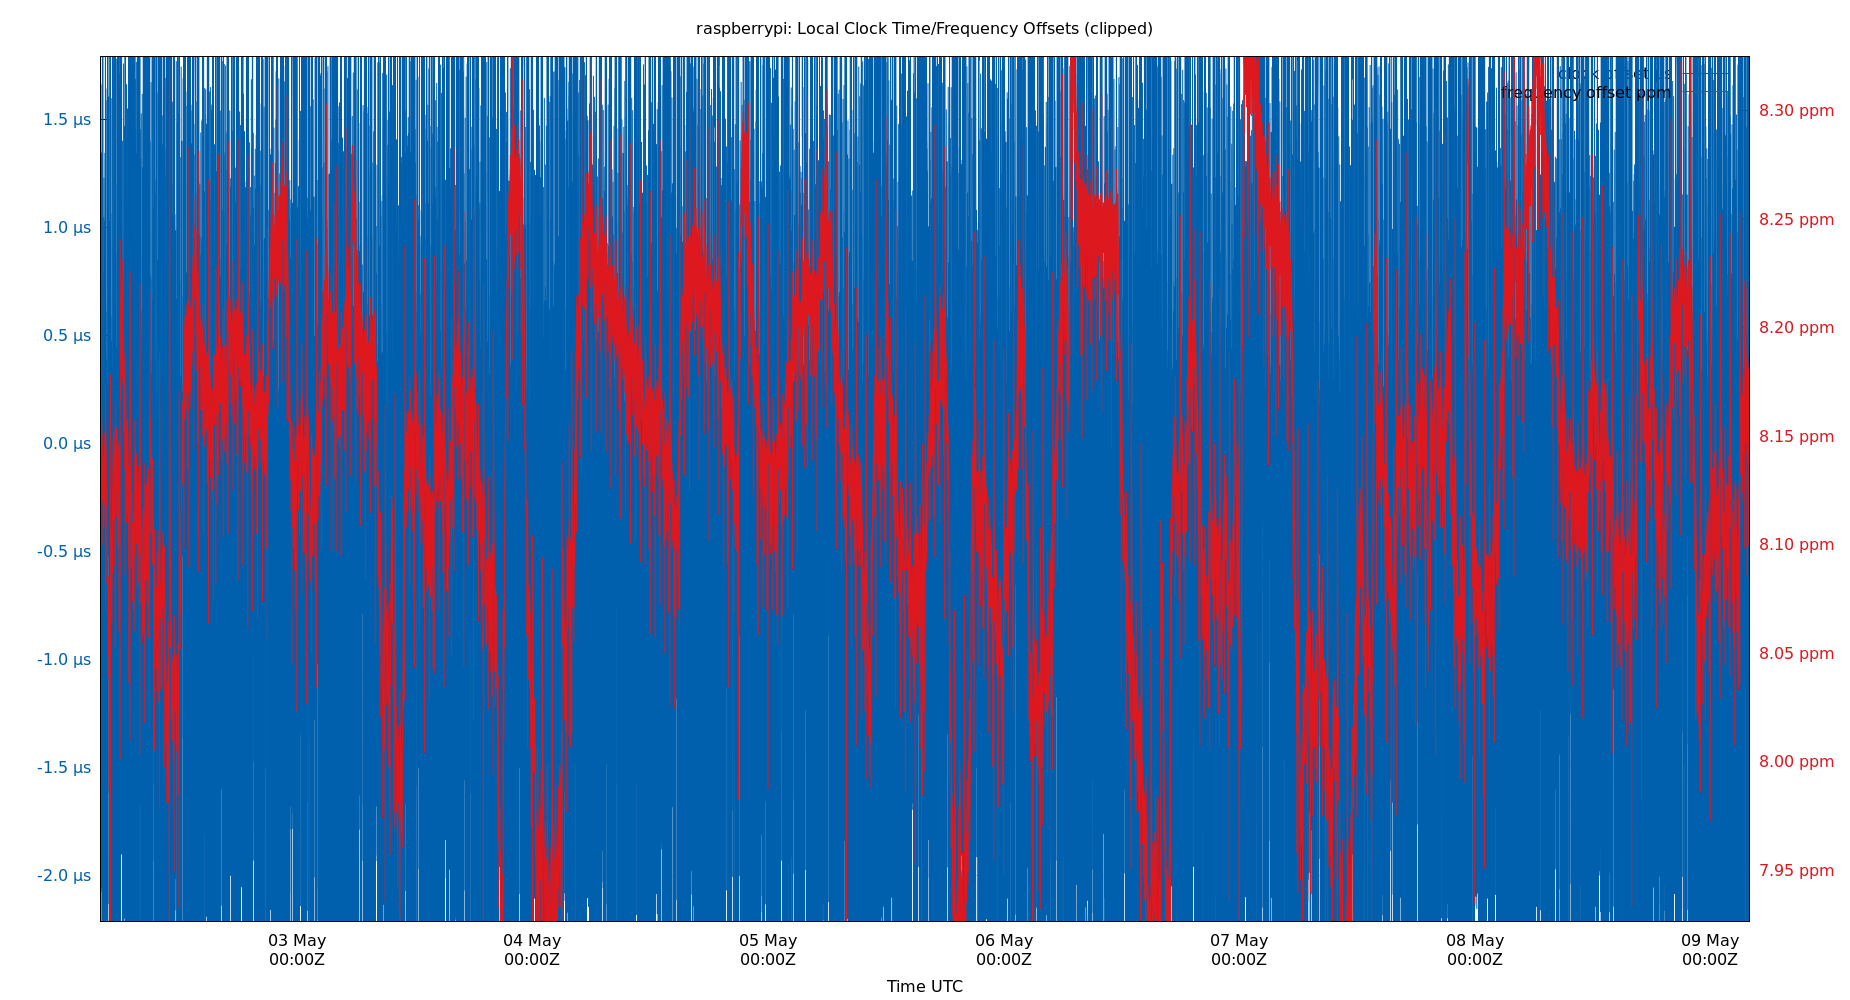 raspberrypi: Local Clock Time/Frequency Offsets (clipped)
clock offset µs
frequency offset ppm
1.5 µs
1.0 µs
0.5 µs
0.0 µs
-0.5 µs
-1.0 µs
-1.5 µs
-2.0 µs
8.30 ppm
8.25 ppm
8.20 ppm
8.15 ppm
8.10 ppm
8.05 ppm
8.00 ppm
7.95 ppm
03 May
00:00Z
04 May
00:00Z
05 May
00:00Z
06 May
00:00Z
07 May
00:00Z
08 May
00:00Z
09 May
00:00Z
Time UTC